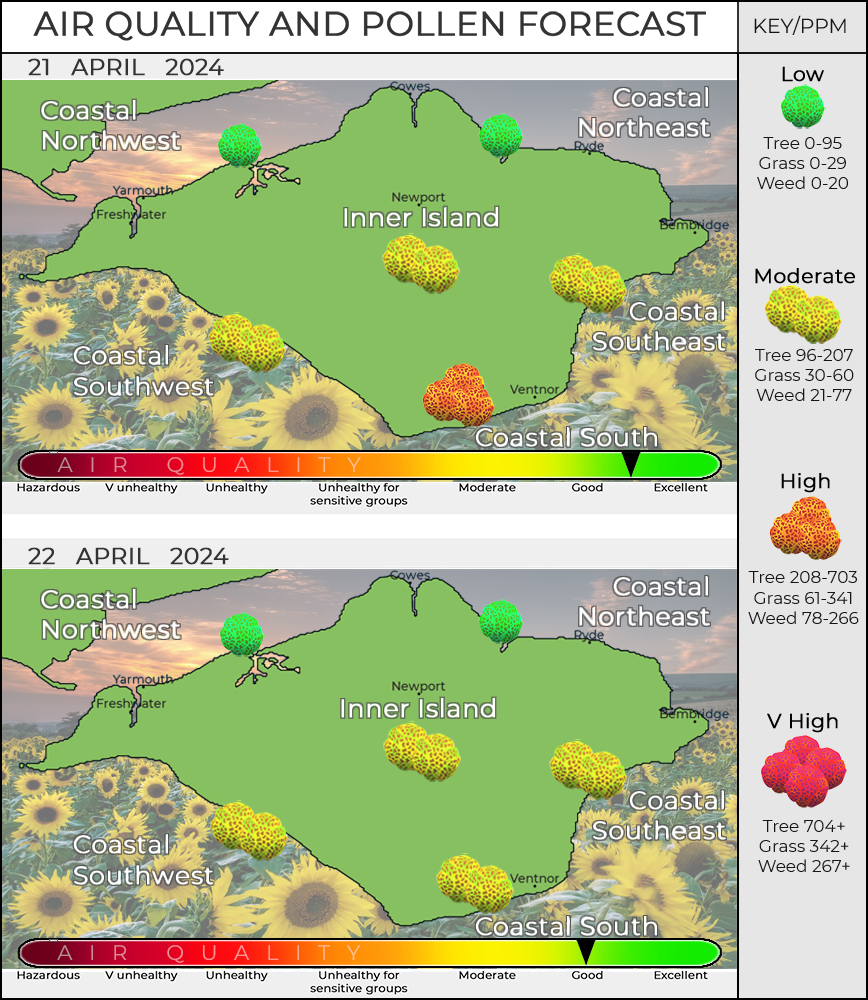 AIR QUALITY AND POLLEN FORECAST
KEY/PPM
21 APRIL 2024
Cowes
Coastal
Northwest
Coastal
Northeast
Ryde
Yarmouth
Freshwater
Newport
Inner Island
Bembridge
Coastal
Southeast
Coastal
Southwest
Ventnor
Coastal South
AIR QUALITY
Hazardous
V unhealthy
Unhealthy
Unhealthy for
sensitive groups
Moderate
Good
Excellent
22 APRIL 2024
Cowes
Coastal
Northwest
Coastal
Northeast
Ryde
Yarmouth
Freshwater
Newport
Inner Island
Bembridge
Coastal
Southeast
Coastal
Southwest
Ventnor
Coastal South
AIR QUALITY
Hazardous
V unhealthy
Unhealthy
Unhealthy for
sensitive groups
Moderate
Good
Excellent
Low
Tree 0-95
Grass 0-29
Weed 0-20
Moderate
Tree 96-207
Grass 30-60
Weed 21-77
High
Tree 208-703
Grass 61-341
Weed 78-266
V High
Tree 704+
Grass 342+
Weed 267+